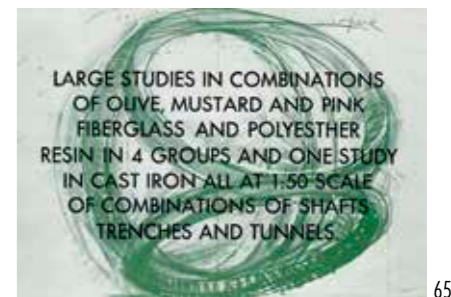 LARGE STUDIES IN COMBINATIONS
OF OLIVE, MUSTARD AND PINK
FIBERGLASS AND POLYESTHER
RESIN IN 4 GROUPS AND ONE STUDY
IN CAST IRON ALL AT 1:50 SCALE
OF COMBINATIONS OF SHAFTS
TRENCHES AND TUNNELS
65